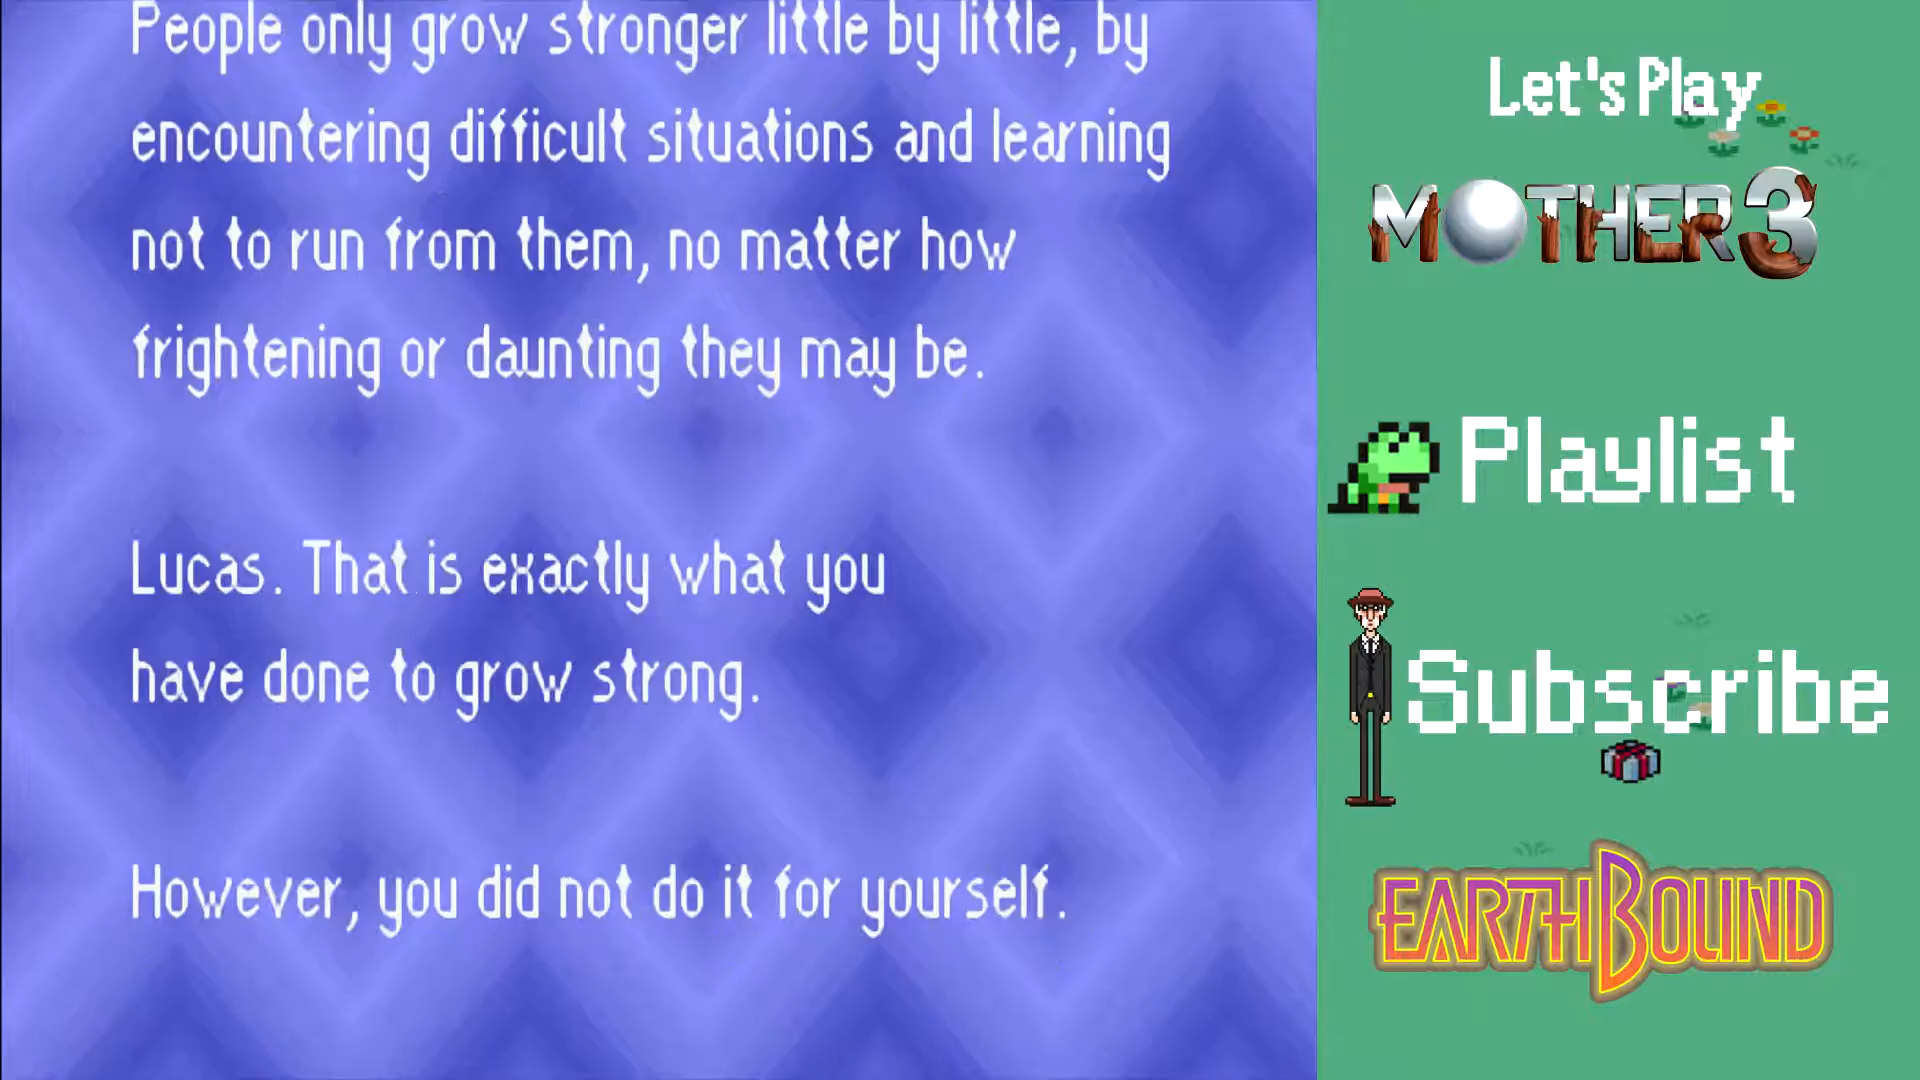 People only grow stronger little by little, by
encountering difficult situations and learning
not to run from them, no matter how
frightening or daunting they may be.
Lucas. That is exactly what you
have done to grow strong.
However, you did not do it for yourself.
Let's Play
MOTHER 3
Playlist
Subscribe
EARTHBOUND